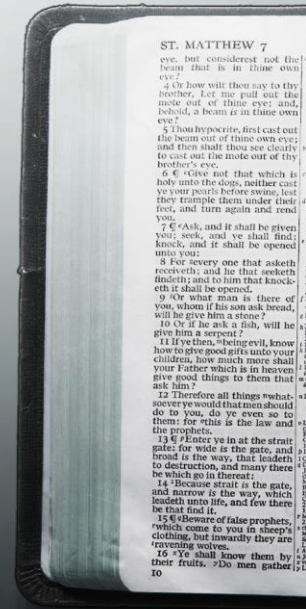 ST. MATTHEW 7
eye, but considerest not the
beam that is in thine own
eye?
4 Or how wilt thou say to thy
brother, Let me pull out the
mote out of thine eye; and,
behold, a beam is in thine own
eye?
5 Thou hypocrite, first cast out
the beam out of thine own eye;
and then shalt thou see clearly
to cast out the mote out of thy
brother's eye.
6 ¶ Give not that which is
holy unto the dogs, neither cast
ye your pearls before swine, lest
they trample them under their
feet, and turn again and rend
you.
7 ¶ Ask, and it shall be given
you; seek, and ye shall find;
knock, and it shall be opened
unto you:
8 For every one that asketh
receiveth; and he that seeketh
findeth; and to him that knock-
eth it shall be opened.
9 Or what man is there of
you, whom if his son ask bread,
will he give him a stone?
10 Or if he ask a fish, will he
give him a serpent?
11 If ye then, being evil, know
how to give good gifts unto your
children, how much more shall
your Father which is in heaven
give good things to them that
ask him?
12 Therefore all things what-
soever ye would that men should
do to you, do ye even so to
them: for this is the law and
the prophets.
13 ¶ Enter ye in at the strait
gate: for wide is the gate, and
broad is the way, that leadeth
to destruction, and many there
be which go in thereat:
14 Because strait is the gate,
and narrow is the way, which
leadeth unto life, and few there
be that find it.
15 ¶ Beware of false prophets,
which come to you in sheep's
clothing, but inwardly they are
ravening wolves.
16 Ye shall know them by
their fruits. Do men gather
10